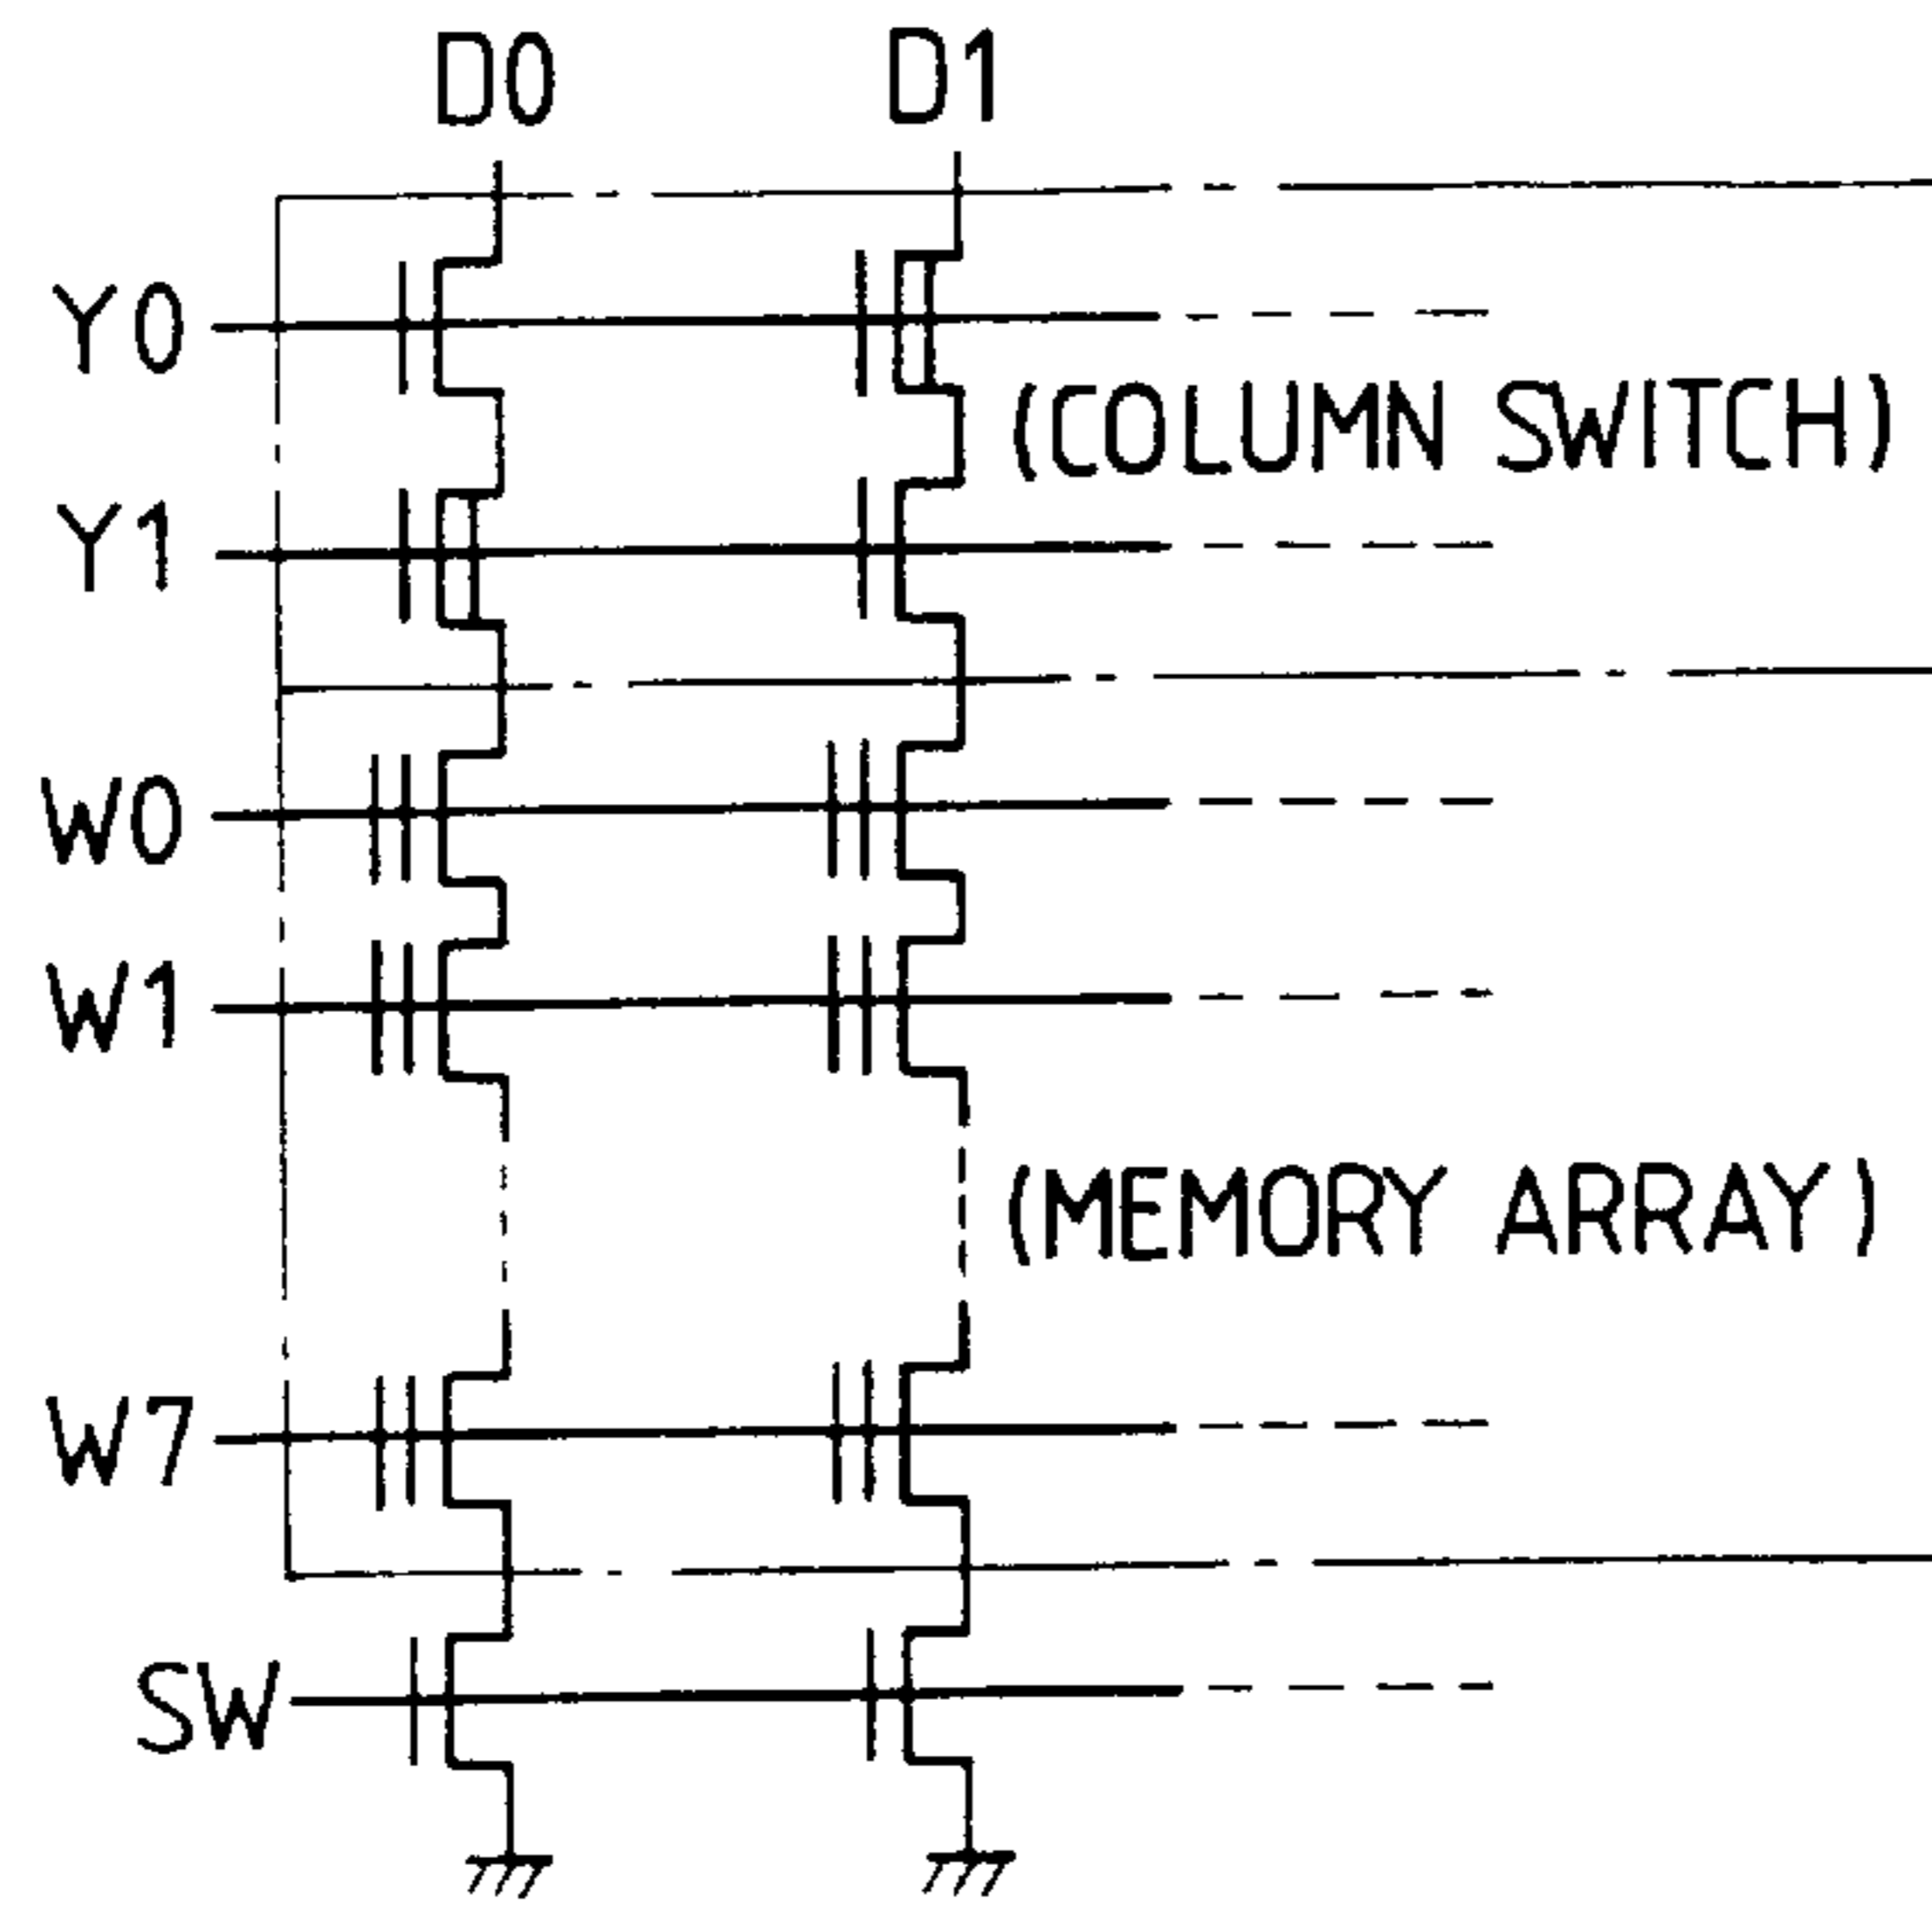 D0 D1
Y0
(COLUMN SWITCH)
Y1
W0
W1
(MEMORY ARRAY)
W7
SW